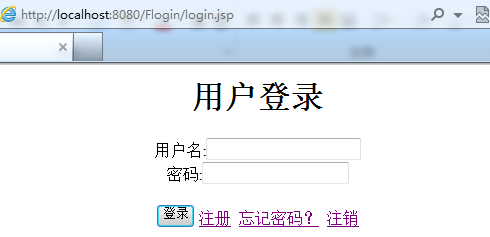 http://localhost:8080/Flogin/login.jsp
用户登录
用户名:
密码:
登录 注册 忘记密码？ 注销